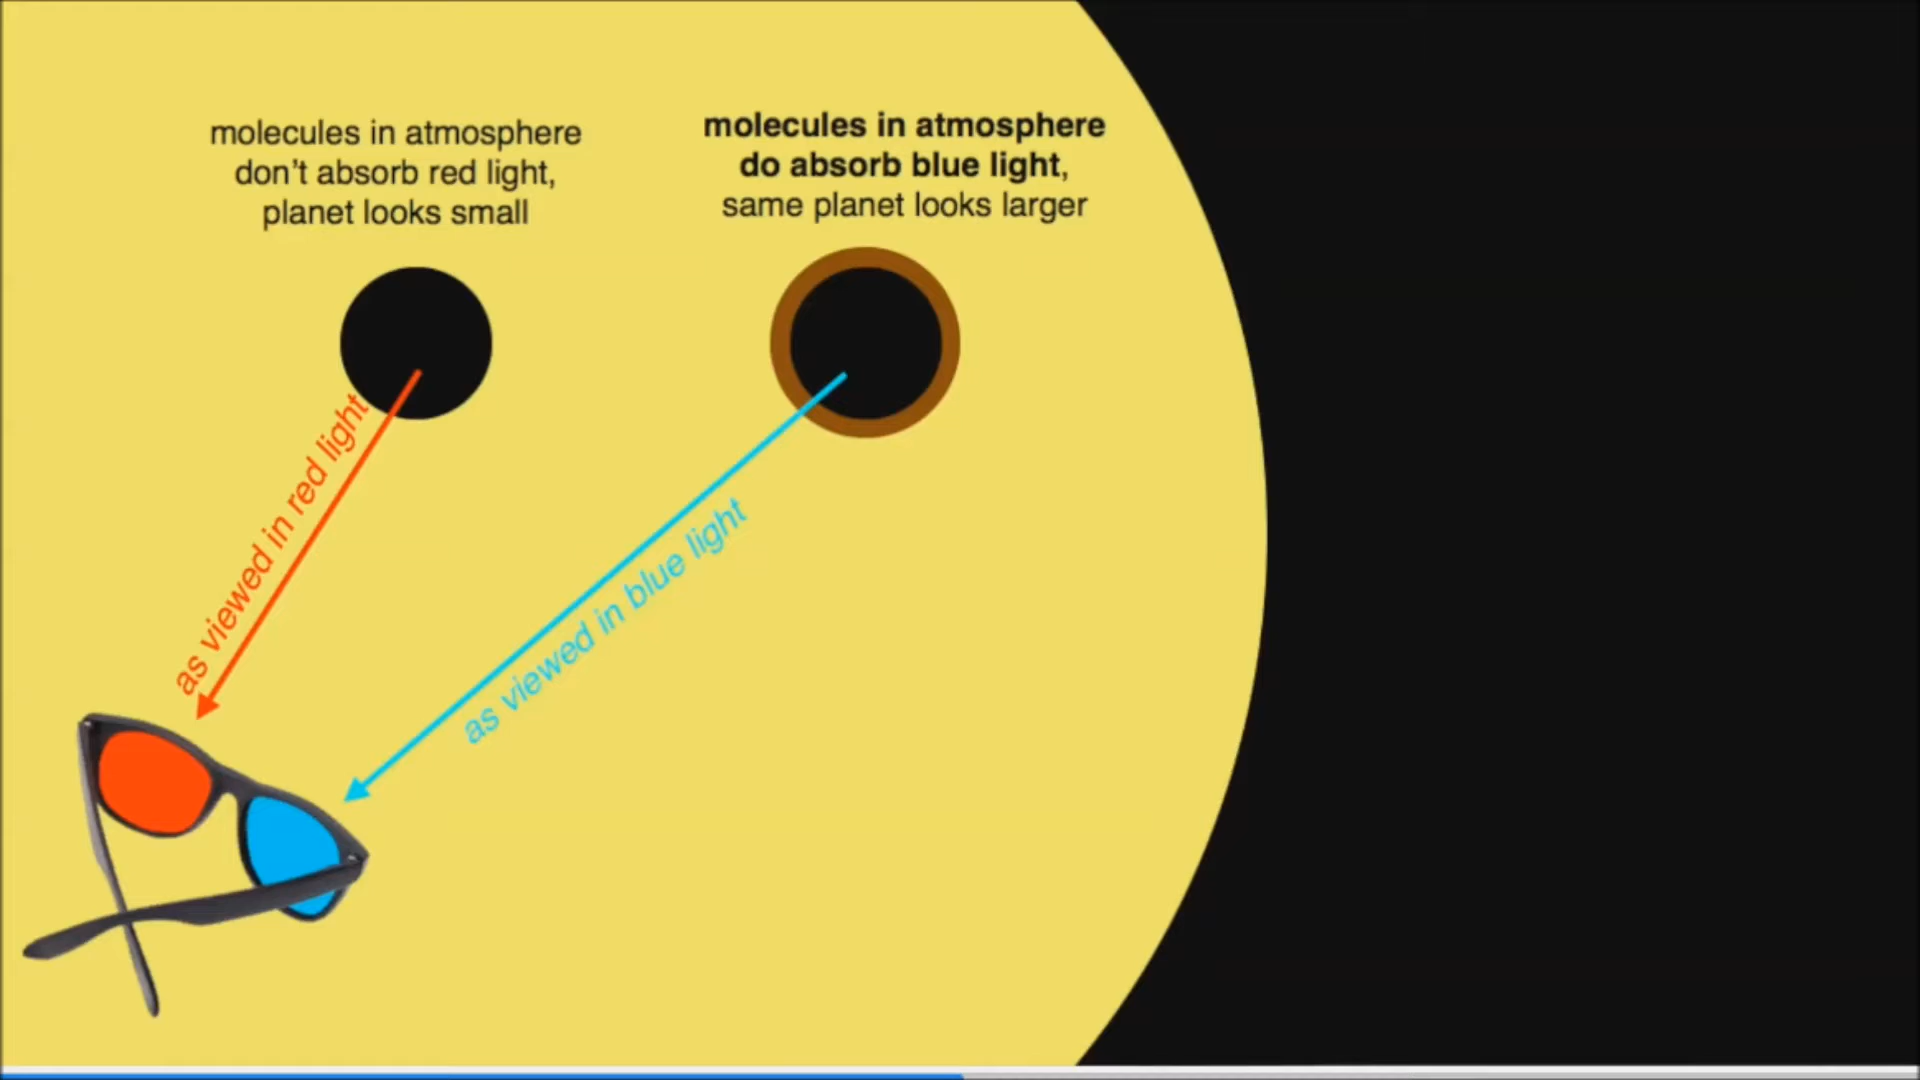 molecules in atmosphere
don't absorb red light,
planet looks small
molecules in atmosphere
do absorb blue light,
same planet looks larger
as viewed in red light
as viewed in blue light